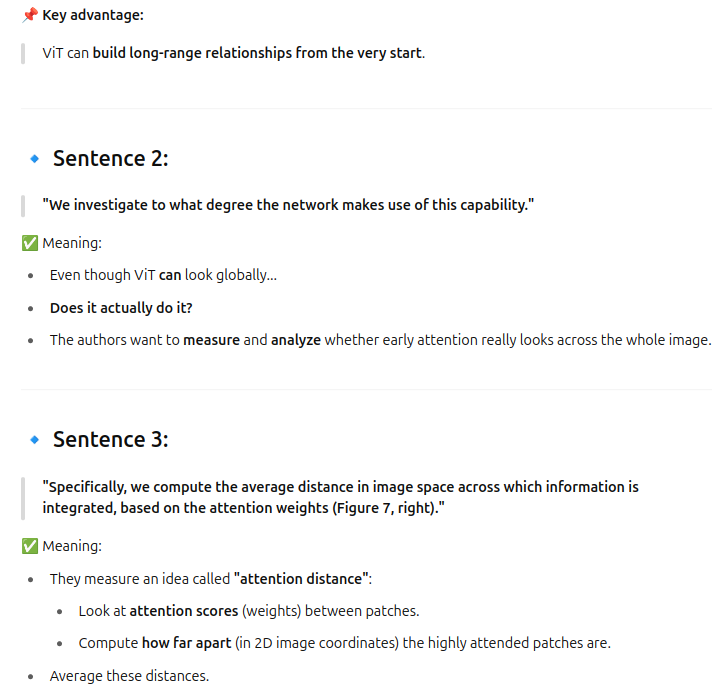 📌 Key advantage:
ViT can build long-range relationships from the very start.
🔹 Sentence 2:
"We investigate to what degree the network makes use of this capability."
✅ Meaning:
• Even though ViT can look globally...
• Does it actually do it?
• The authors want to measure and analyze whether early attention really looks across the whole image.
🔹 Sentence 3:
"Specifically, we compute the average distance in image space across which information is
integrated, based on the attention weights (Figure 7, right)."
✅ Meaning:
• They measure an idea called "attention distance":
• Look at attention scores (weights) between patches.
• Compute how far apart (in 2D image coordinates) the highly attended patches are.
• Average these distances.